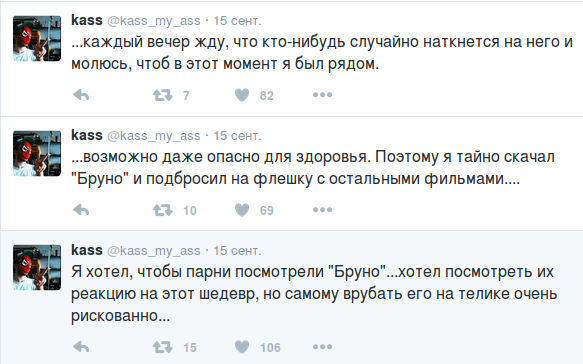 kass @kass_my_ass · 15 сент.
...каждый вечер жду, что кто-нибудь случайно наткнется на него и
молюсь, чтоб в этот момент я был рядом.
7 82
kass @kass_my_ass · 15 сент.
...возможно даже опасно для здоровья. Поэтому я тайно скачал
"Бруно" и подбросил на флешку с остальными фильмами....
10 69
kass @kass_my_ass · 15 сент.
Я хотел, чтобы парни посмотрели "Бруно"...хотел посмотреть их
реакцию на этот шедевр, но самому врубать его на телике очень
рискованно...
15 106